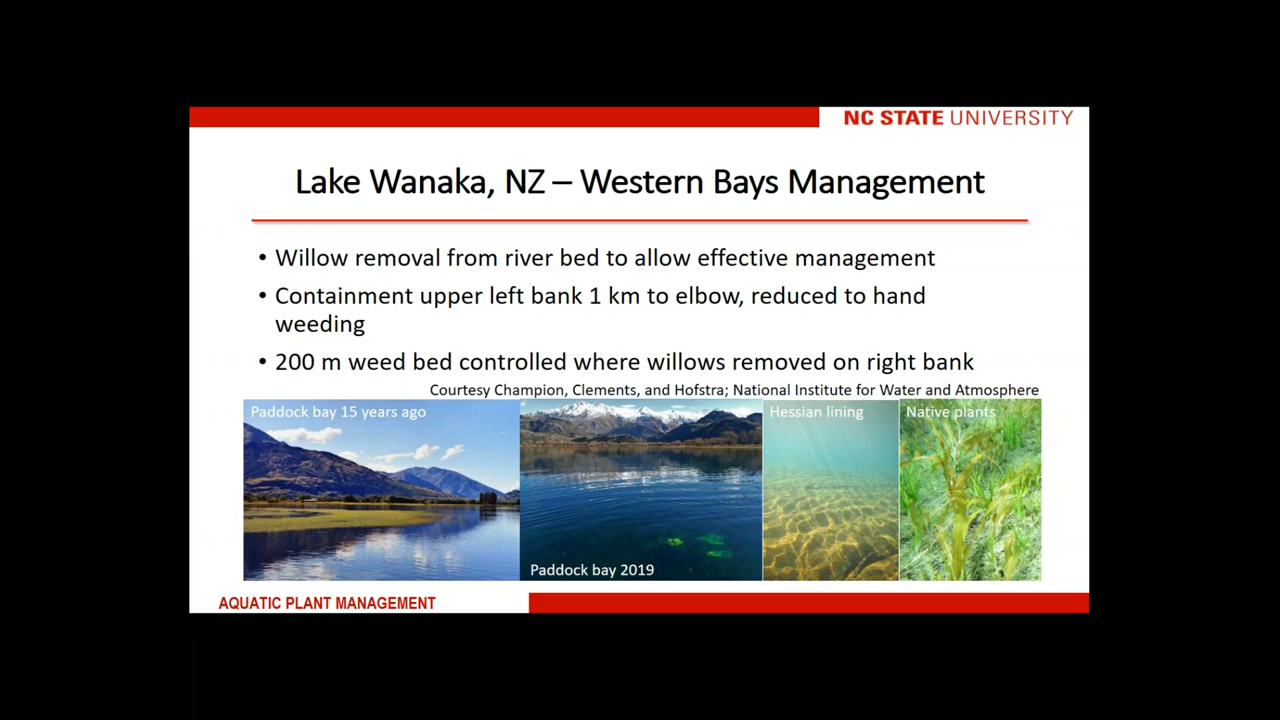 NC STATE UNIVERSITY
Lake Wanaka, NZ – Western Bays Management
• Willow removal from river bed to allow effective management
• Containment upper left bank 1 km to elbow, reduced to hand
weeding
• 200 m weed bed controlled where willows removed on right bank
Courtesy Champion, Clements, and Hofstra; National Institute for Water and Atmosphere
Paddock bay 15 years ago
Hessian lining
Native plants
Paddock bay 2019
AQUATIC PLANT MANAGEMENT